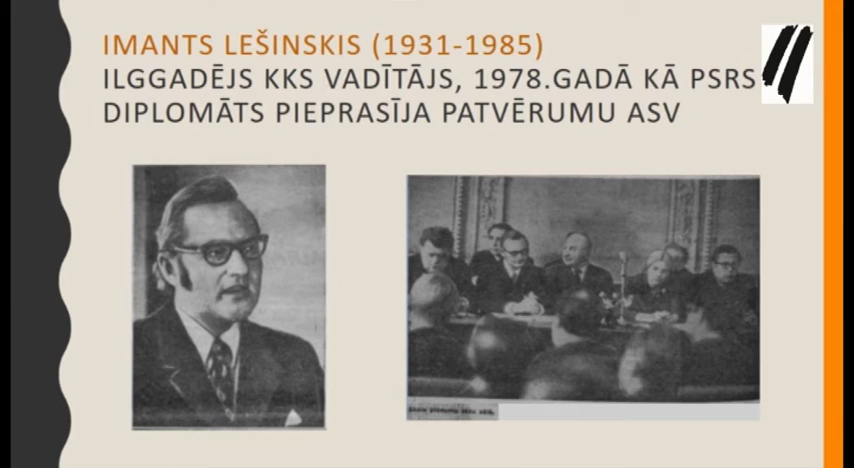 IMANTS LEŠINSKIS (1931-1985)
ILGGADĒJS KKS VADĪTĀJS, 1978.GADĀ KĀ PSRS
DIPLOMĀTS PIEPRASĪJA PATVĒRUMU ASV